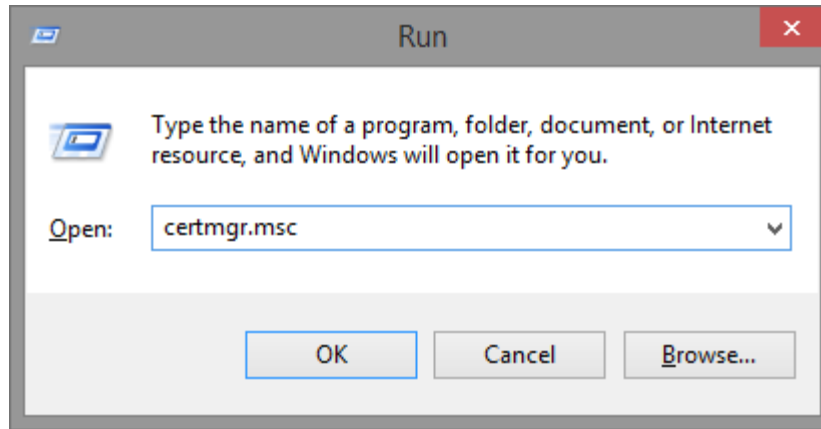 Run
Type the name of a program, folder, document, or Internet
resource, and Windows will open it for you.
Open: certmgr.msc
OK Cancel Browse...